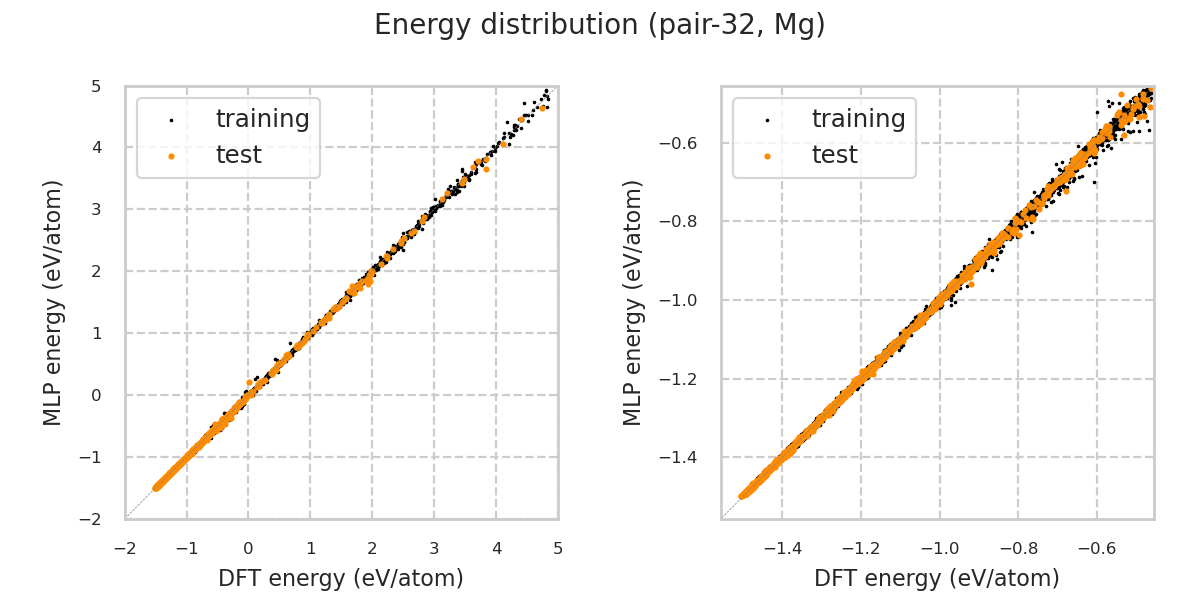 Energy distribution (pair-32, Mg)
5
4
3
2
1
0
−1
−2
−2
−1
0
1
2
3
4
5
MLP energy (eV/atom)
DFT energy (eV/atom)
training
test
−0.6
−0.8
−1.0
−1.2
−1.4
−1.4
−1.2
−1.0
−0.8
−0.6
MLP energy (eV/atom)
DFT energy (eV/atom)
training
test